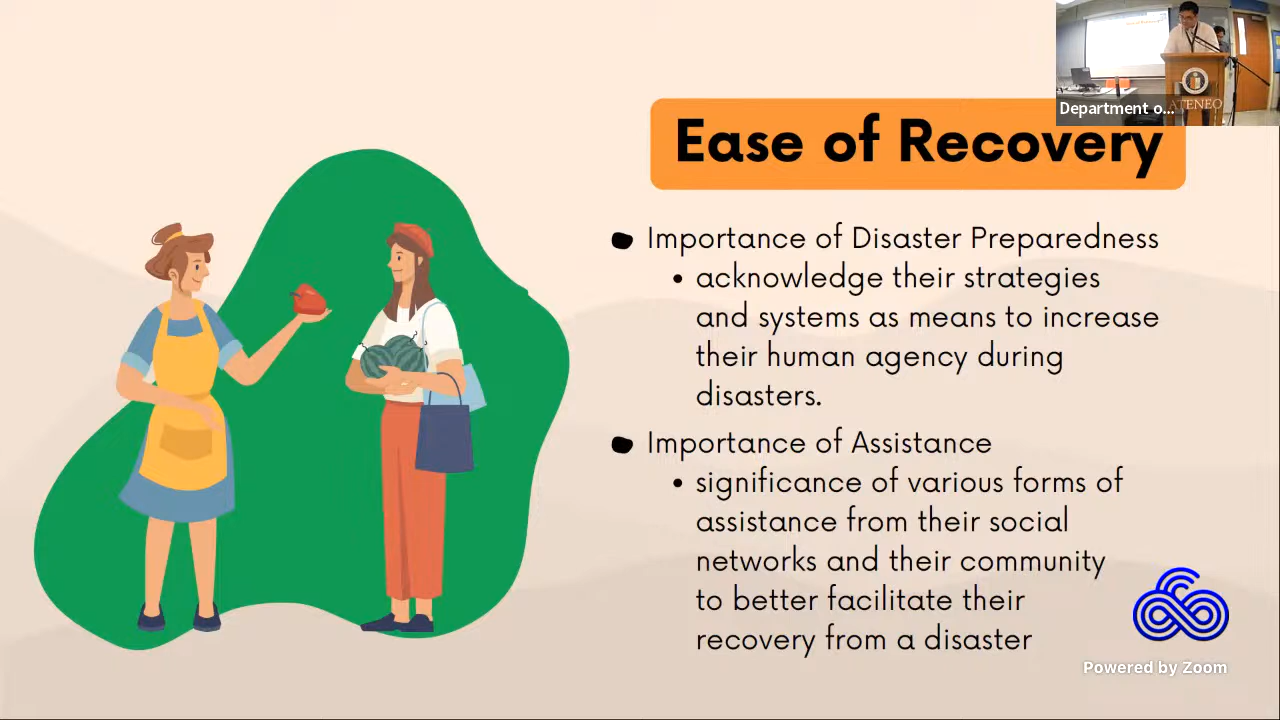 Department o...
ATENEO
Ease of Recovery
Importance of Disaster Preparedness
acknowledge their strategies
and systems as means to increase
their human agency during
disasters.
Importance of Assistance
significance of various forms of
assistance from their social
networks and their community
to better facilitate their
recovery from a disaster
Powered by Zoom